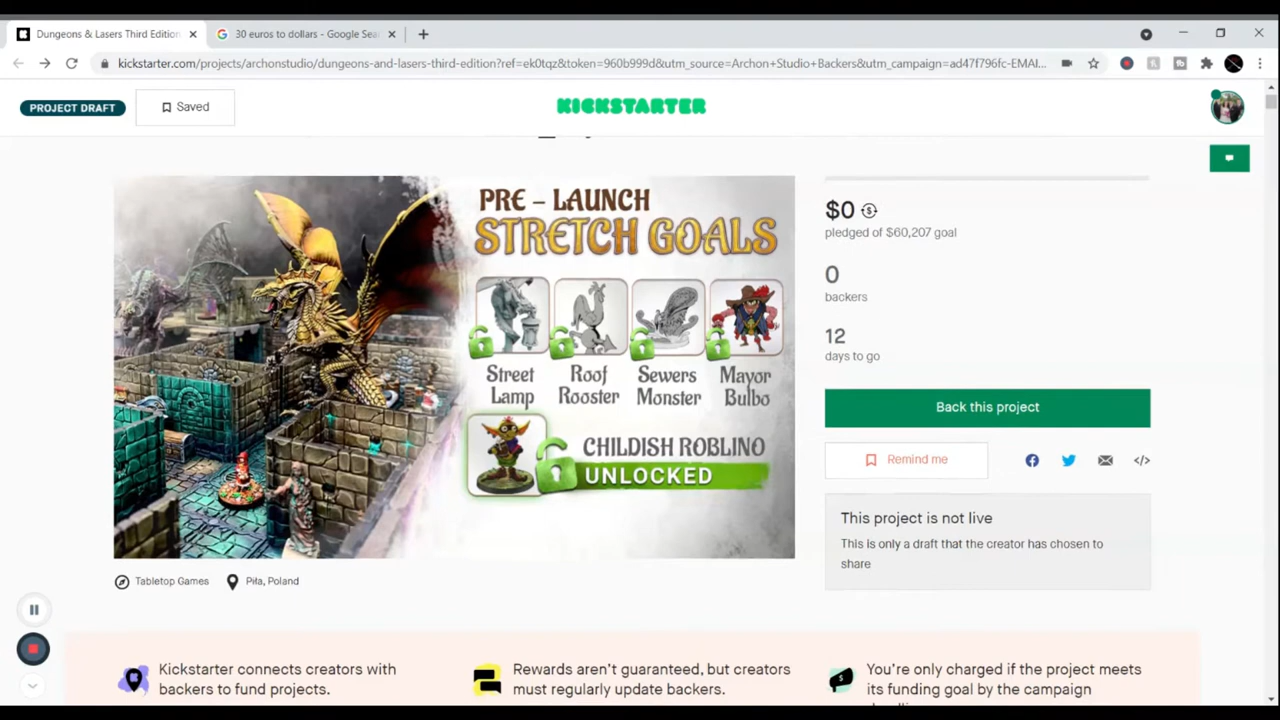 Dungeons & Lasers Third Edition
30 euros to dollars - Google Sea
kickstarter.com/projects/archonstudio/dungeons-and-lasers-third-edition?ref=ek0tqz&token=960b999d&utm_source=Archon+Studio+Backers&utm_campaign=ad47f796fc-EMAI...
PROJECT DRAFT
Saved
KICKSTARTER
PRE - LAUNCH
STRETCH GOALS
Street
Lamp
Roof
Rooster
Sewers
Monster
Mayor
Bulbo
CHILDISH ROBLINO
UNLOCKED
$0
pledged of $60,207 goal
0
backers
12
days to go
Back this project
Remind me
This project is not live
This is only a draft that the creator has chosen to
share
Tabletop Games
Piła, Poland
Kickstarter connects creators with
backers to fund projects.
Rewards aren't guaranteed, but creators
must regularly update backers.
You're only charged if the project meets
its funding goal by the campaign